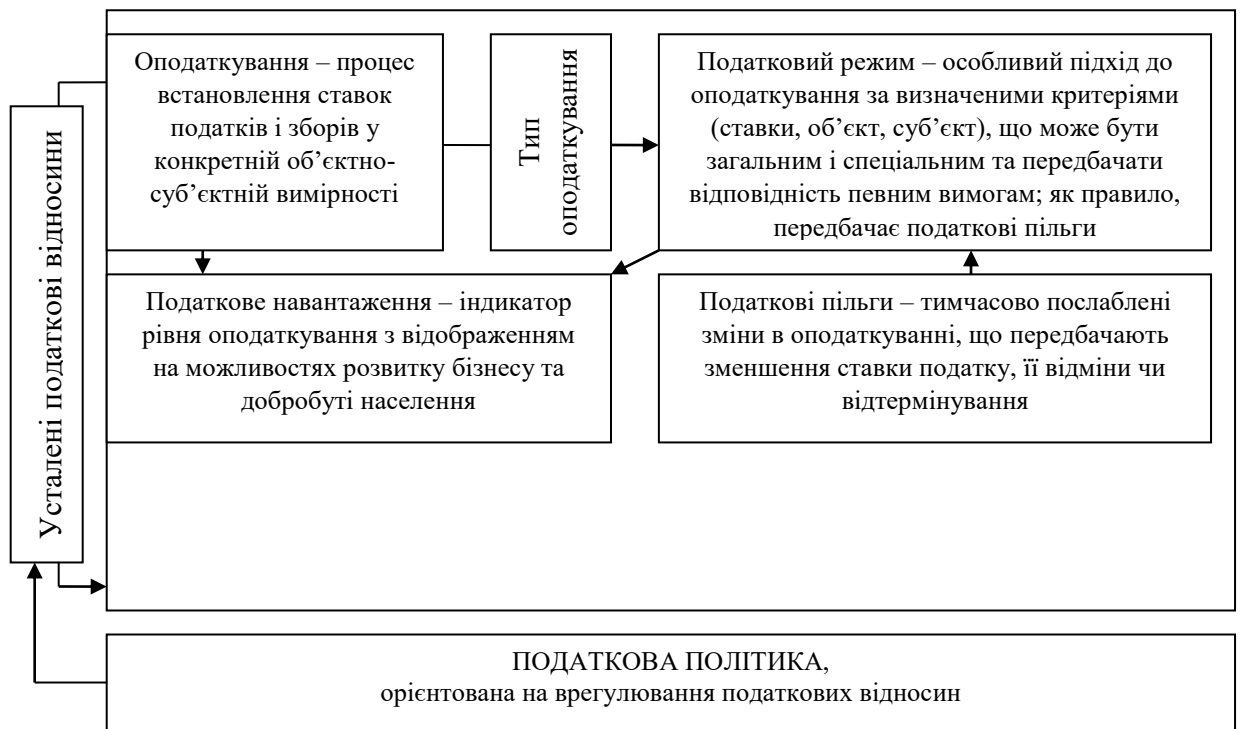 Оподаткування – процес
встановлення ставок
податків і зборів у
конкретній об’єктно-
суб’єктній вимірності
Тип
оподаткування
Податковий режим – особливий підхід до
оподаткування за визначеними критеріями
(ставки, об’єкт, суб’єкт), що може бути
загальним і спеціальним та передбачати
відповідність певним вимогам; як правило,
передбачає податкові пільги
Усталені податкові відносини
Податкове навантаження – індикатор
рівня оподаткування з відображенням
на можливостях розвитку бізнесу та
добробуті населення
Податкові пільги – тимчасово послаблені
зміни в оподаткуванні, що передбачають
зменшення ставки податку, її відміни чи
відтермінування
ПОДАТКОВА ПОЛІТИКА,
орієнтована на врегулювання податкових відносин